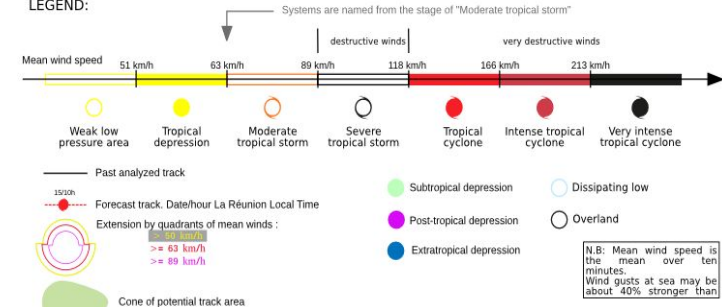 LEGEND:
Systems are named from the stage of "Moderate tropical storm"
destructive winds
very destructive winds
Mean wind speed
51 km/h
63 km/h
89 km/h
118 km/h
166 km/h
213 km/h
Weak low
pressure area
Tropical
depression
Moderate
tropical storm
Severe
tropical storm
Tropical
cyclone
Intense tropical
cyclone
Very intense
tropical cyclone
Past analyzed track
15/10h
Forecast track. Date/hour La Réunion Local Time
Extension by quadrants of mean winds :
> 60 km/h
>= 63 km/h
>= 89 km/h
Cone of potential track area
Subtropical depression
Post-tropical depression
Extratropical depression
Dissipating low
Overland
N.B: Mean wind speed is
the mean over ten
minutes.
Wind gusts at sea may be
about 40% stronger than